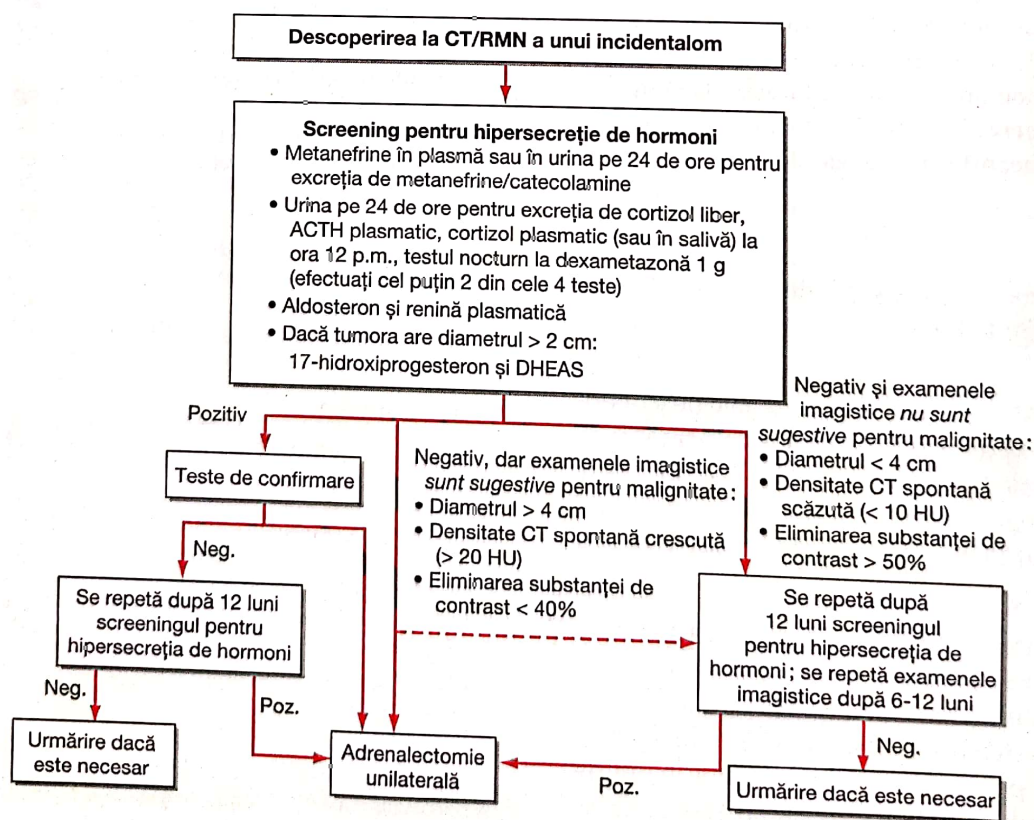 Descoperirea la CT/RMN a unui incidentalom
Screening pentru hipersecreție de hormoni
• Metanefrine în plasmă sau în urina pe 24 de ore pentru
excreția de metanefrine/catecolamine
• Urina pe 24 de ore pentru excreția de cortizol liber,
ACTH plasmatic, cortizol plasmatic (sau în salivă) la
ora 12 p.m., testul nocturn la dexametazonă 1 g
(efectuați cel puțin 2 din cele 4 teste)
• Aldosteron și renină plasmatică
• Dacă tumora are diametrul > 2 cm:
17-hidroxiprogesteron și DHEAS
Pozitiv
Teste de confirmare
Negativ, dar examenele imagistice
sunt sugestive pentru malignitate:
• Diametrul > 4 cm
• Densitate CT spontană crescută
(> 20 HU)
• Eliminarea substanței de
contrast < 40%
Negativ și examenele
imagistice nu sunt
sugestive pentru malignitate:
• Diametrul < 4 cm
• Densitate CT spontană
scăzută (< 10 HU)
• Eliminarea substanței de
contrast > 50%
Neg.
Se repetă după 12 luni
screeningul pentru
hipersecreția de hormoni
Se repetă după
12 luni screeningul
pentru hipersecreția de
hormoni; se repetă examenele
imagistice după 6-12 luni
Neg.
Poz.
Urmărire dacă
este necesar
Adrenalectomie
unilaterală
Poz.
Neg.
Urmărire dacă este necesar